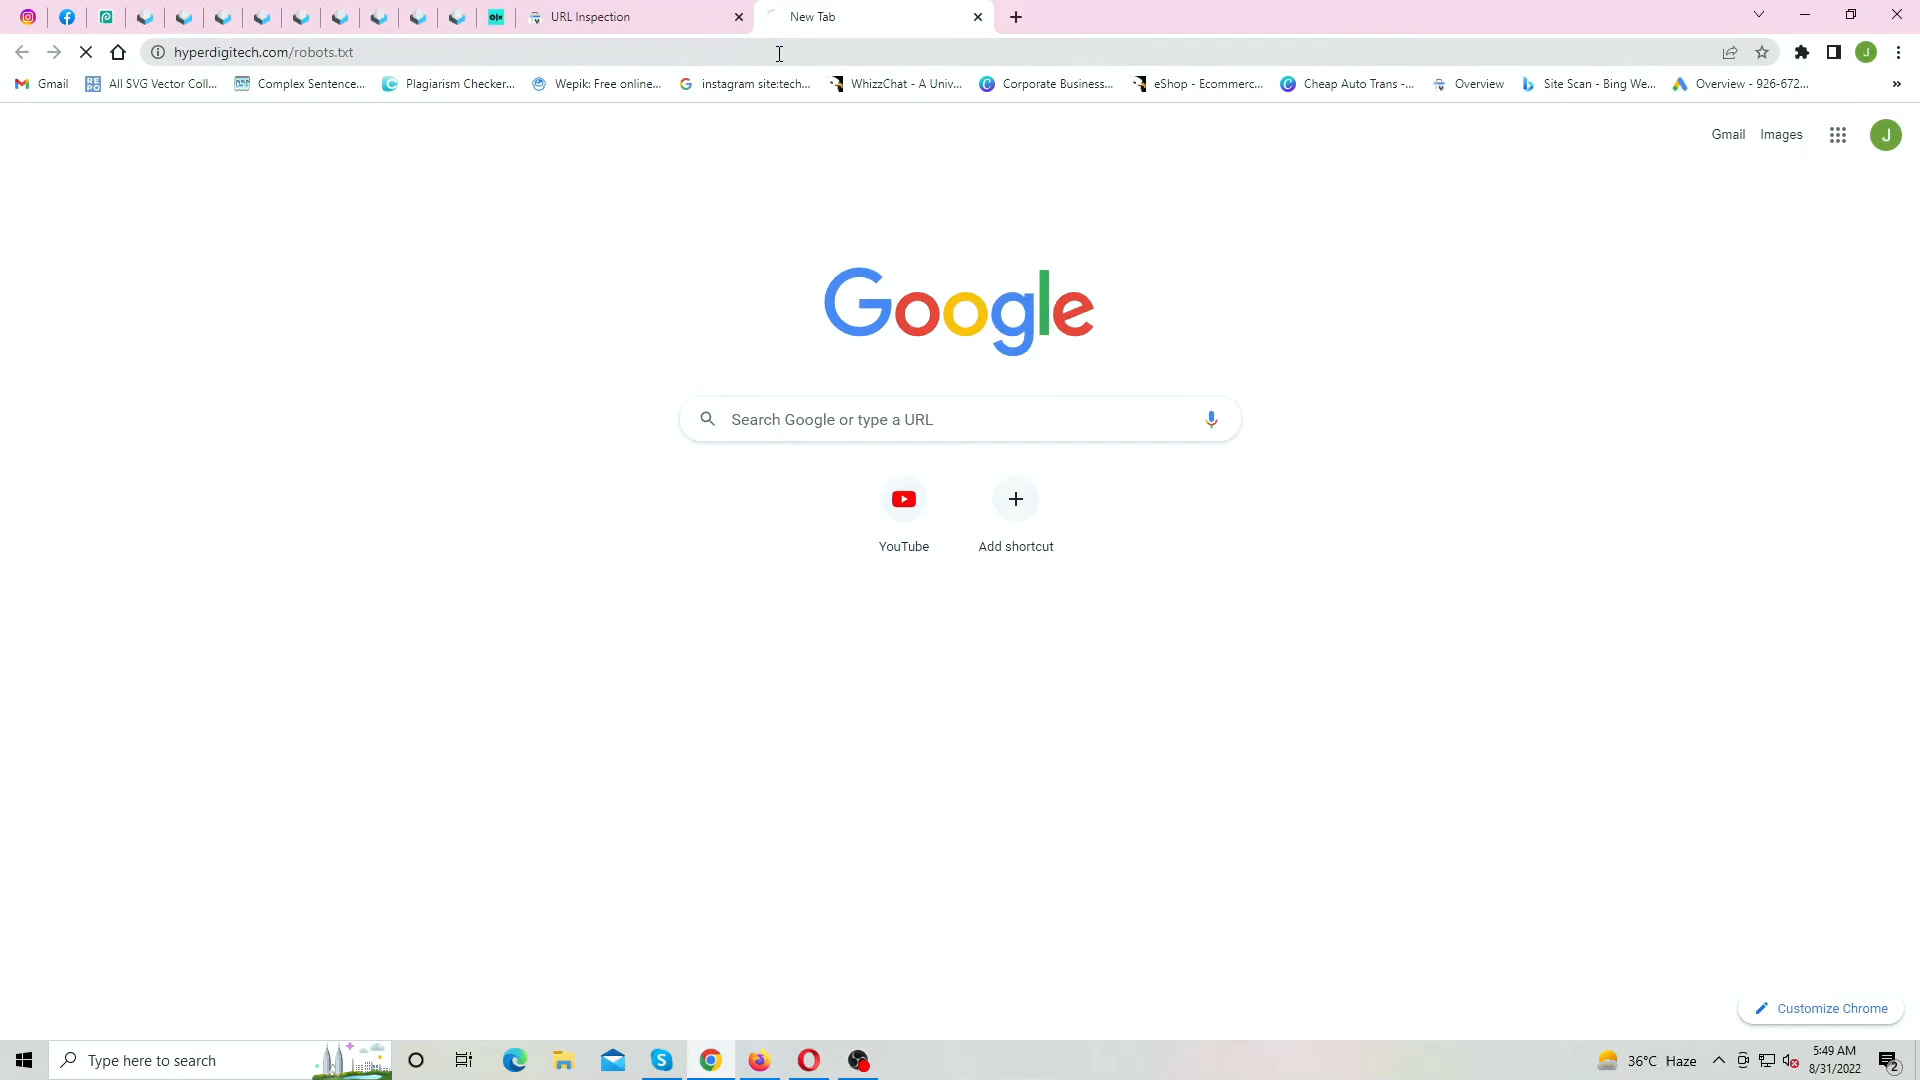 URL Inspection
New Tab
hyperdigitech.com/robots.txt
Gmail
All SVG Vector Coll...
Complex Sentence...
Plagiarism Checker...
Wepik: Free online...
instagram site:tech...
WhizzChat - A Univ...
Corporate Business...
eShop - Ecommerc...
Cheap Auto Trans -...
Overview
Site Scan - Bing We...
Overview - 926-672...
»
Gmail
Images
J
Google
Search Google or type a URL
YouTube
Add shortcut
Customize Chrome
Type here to search
36°C Haze
5:49 AM
8/31/2022
2